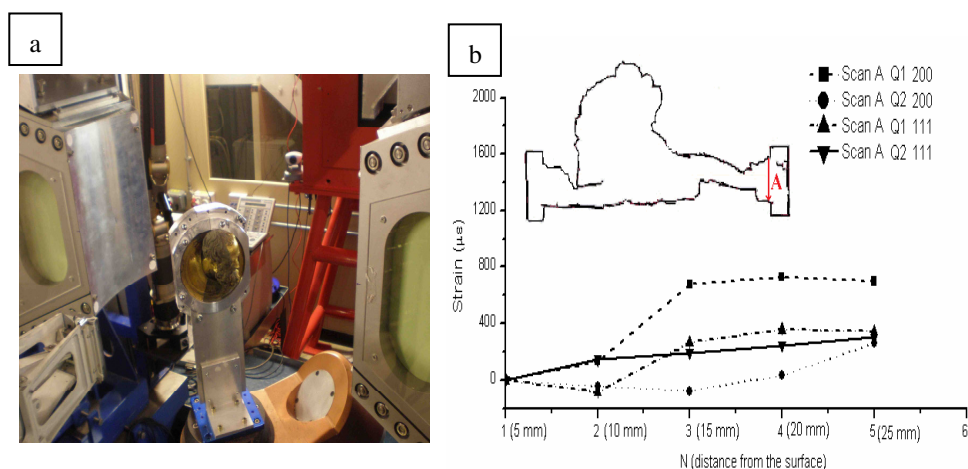 a
b
Scan A Q1 200
Scan A Q2 200
Scan A Q1 111
Scan A Q2 111
2000
1600
1200
800
400
0
Strain (µs)
A
1 (5 mm) 2 (10 mm) 3 (15 mm) 4 (20 mm) 5 (25 mm) 6
N (distance from the surface)